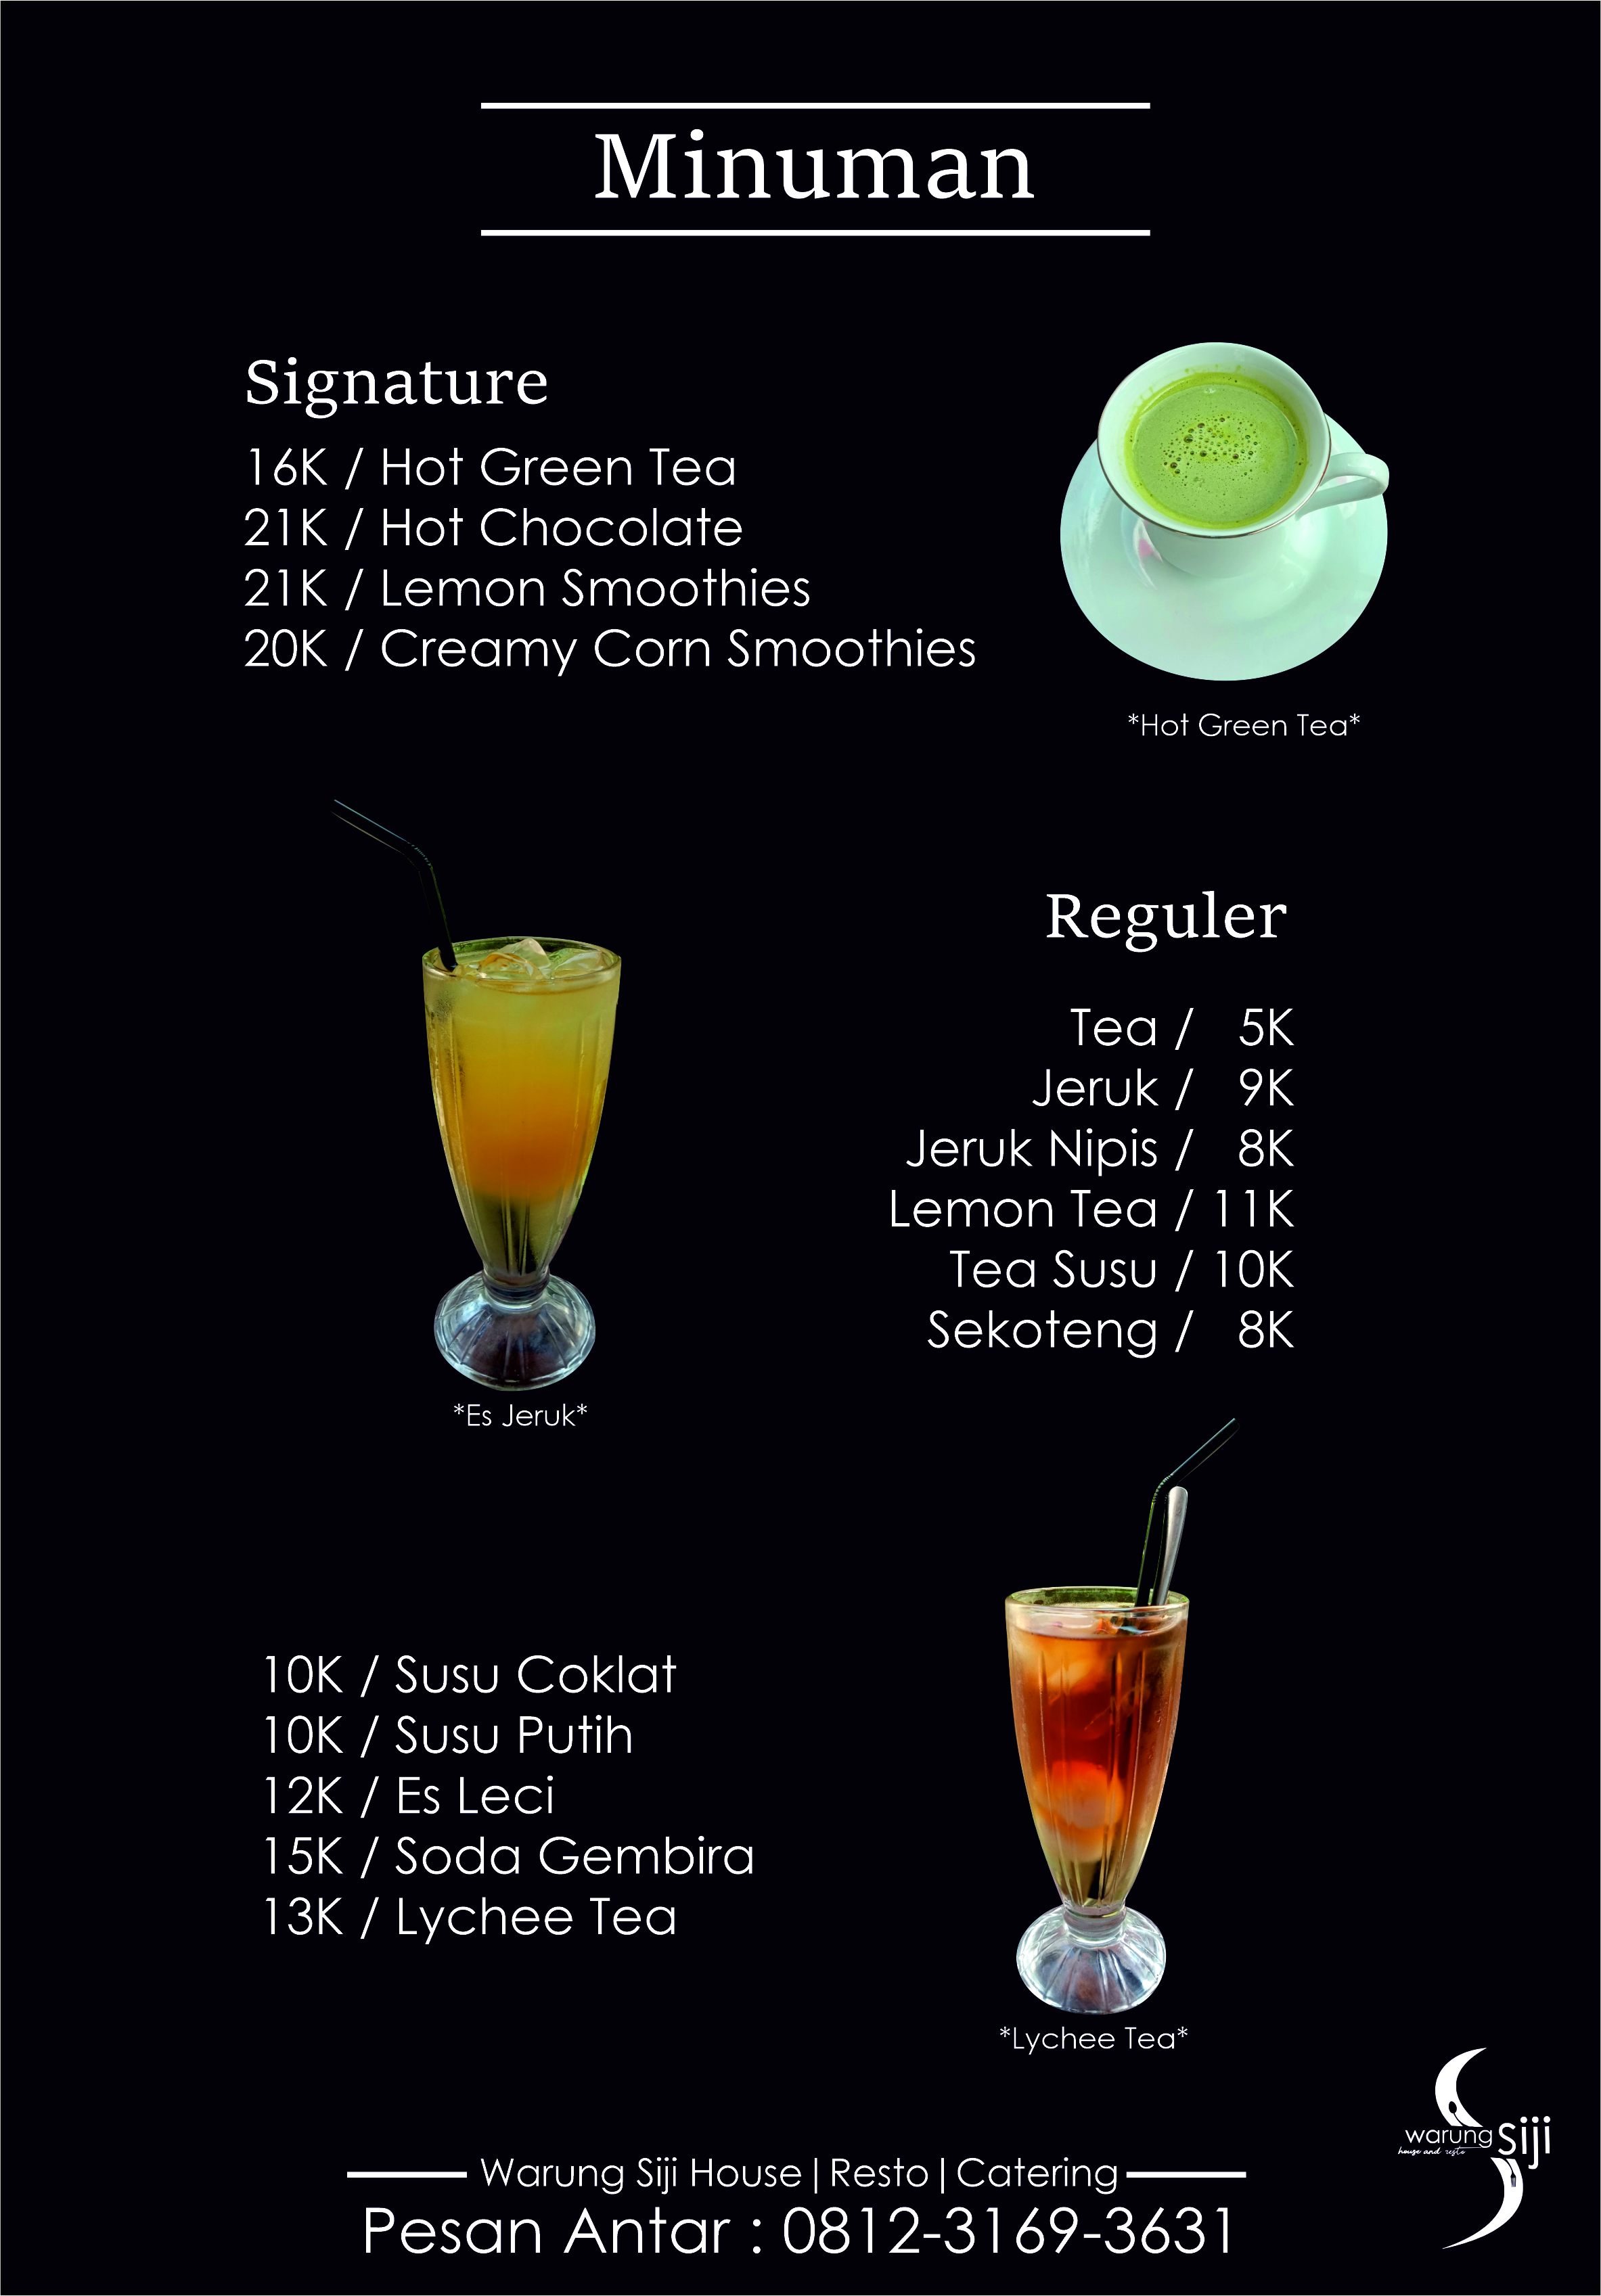 Minuman
Signature
16K / Hot Green Tea
21K / Hot Chocolate
21K / Lemon Smoothies
20K / Creamy Corn Smoothies
*Hot Green Tea*
Reguler
Tea / 5K
Jeruk / 9K
Jeruk Nipis / 8K
Lemon Tea / 11K
Tea Susu / 10K
Sekoteng / 8K
*Es Jeruk*
10K / Susu Coklat
10K / Susu Putih
12K / Es Leci
15K / Soda Gembira
13K / Lychee Tea
*Lychee Tea*
warung siji
house and resto
Warung Siji House|Resto|Catering
Pesan Antar : 0812-3169-3631